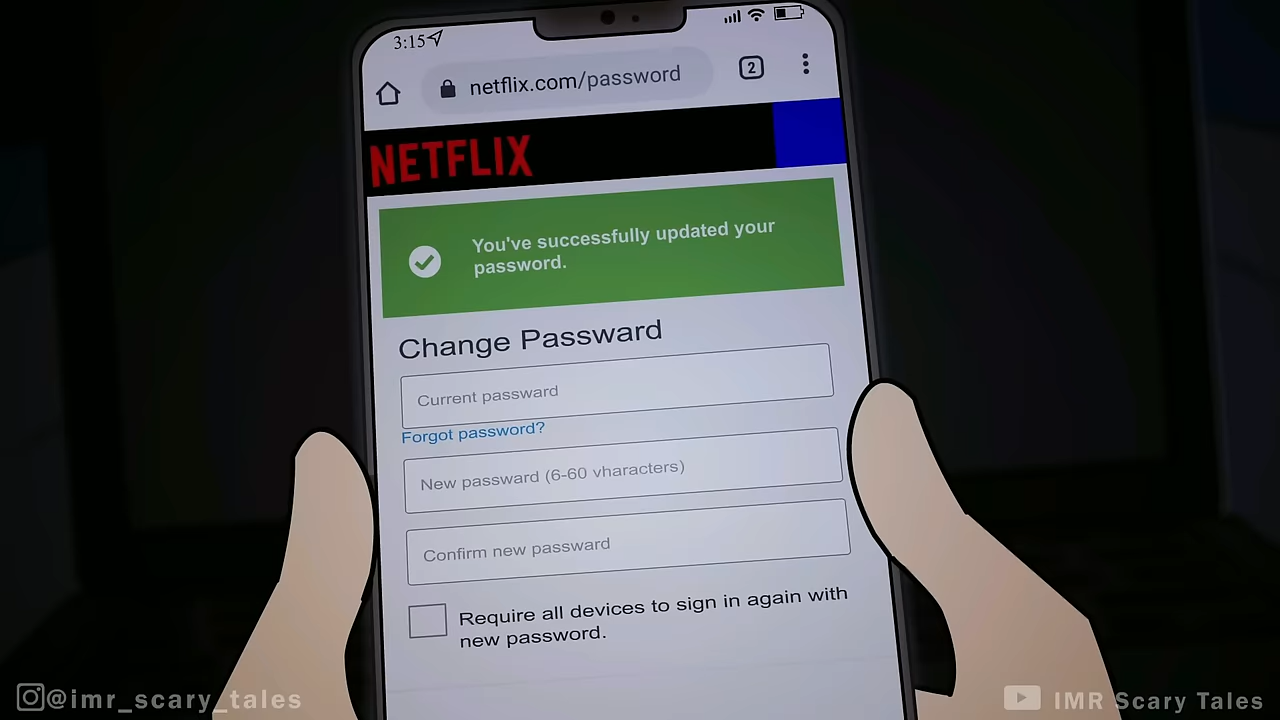 3:15
netflix.com/password
2
NETFLIX
You've successfully updated your
password.
Change Passward
Current password
Forgot password?
New password (6-60 vharacters)
Confirm new password
Require all devices to sign in again with
new password.
@imr_scary_tales
IMR Scary Tales